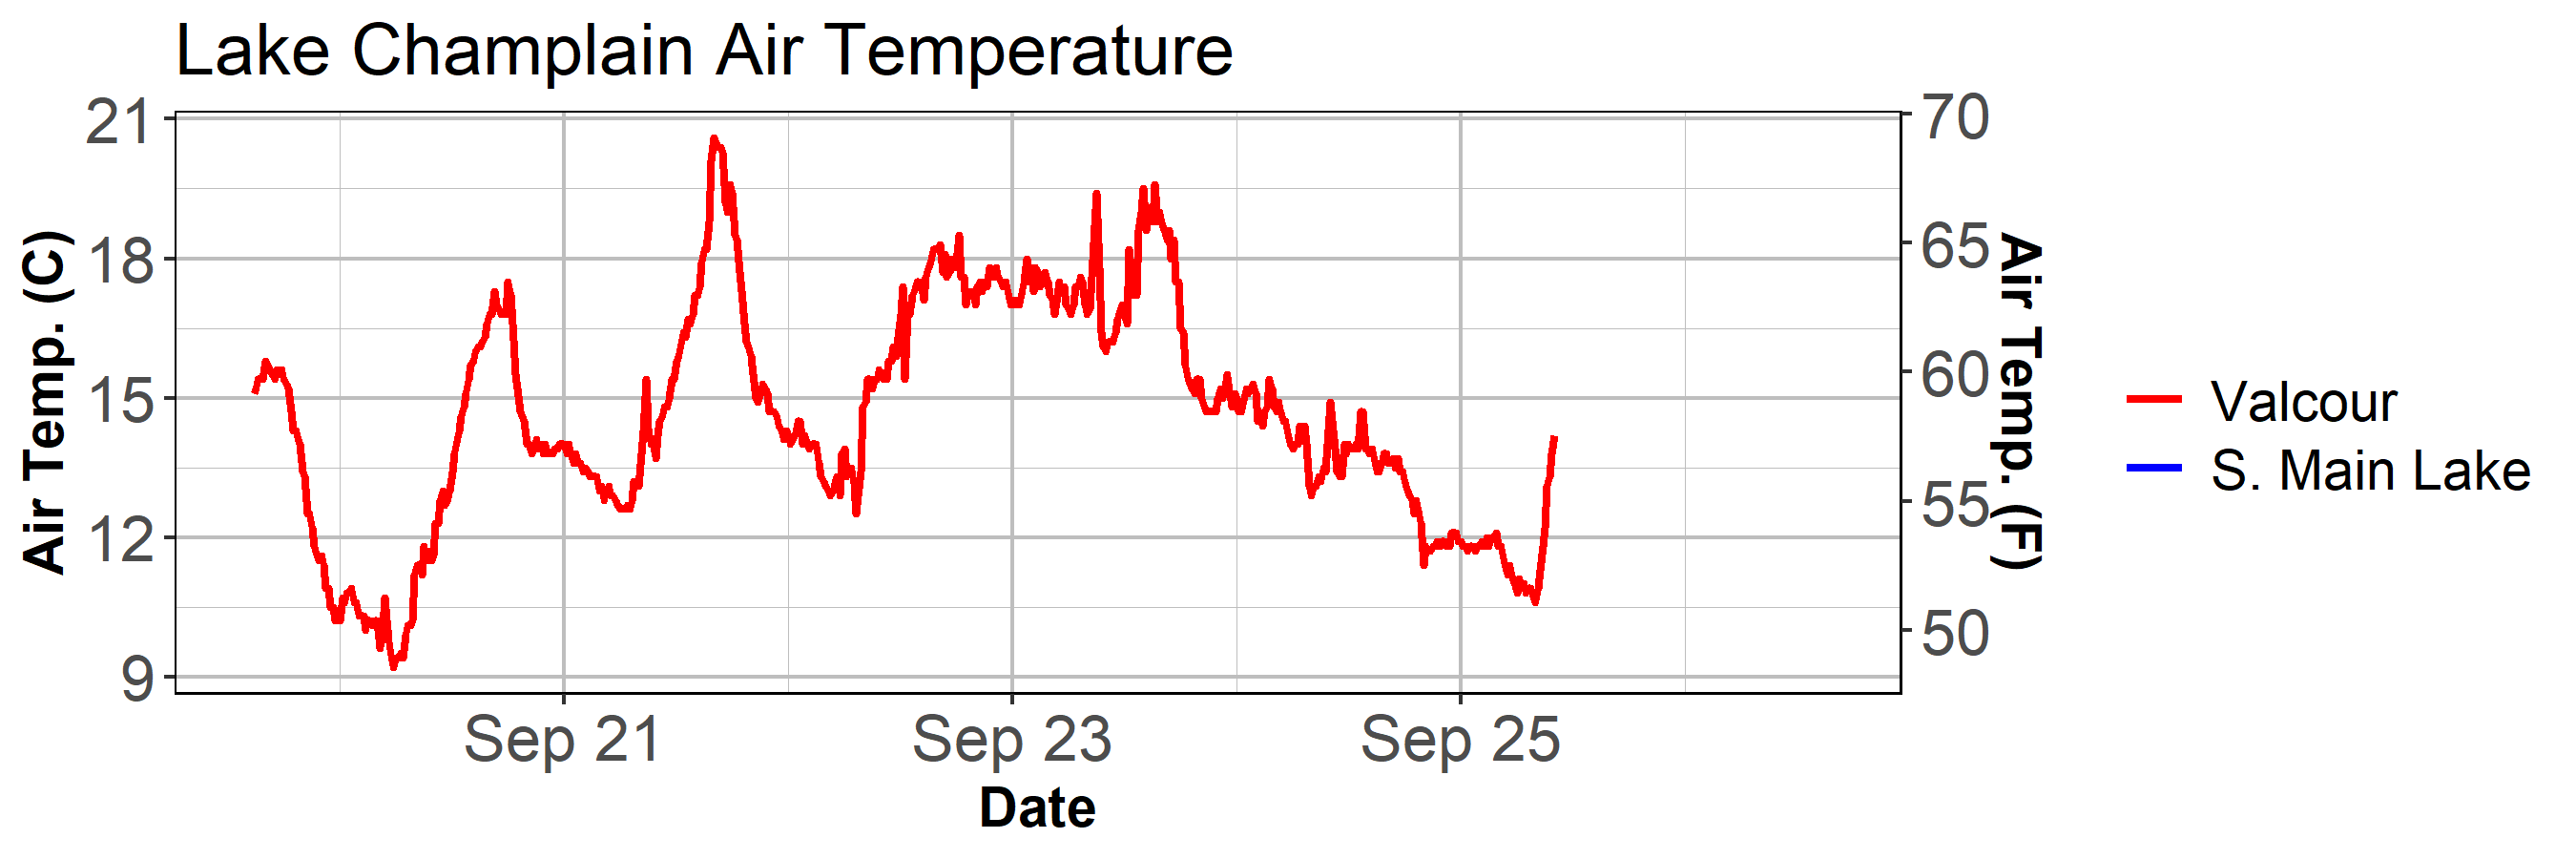 Lake Champlain Air Temperature
21
18
15
12
9
Air Temp. (C)
70
65
60
55
50
Air Temp. (F)
Sep 21
Sep 23
Sep 25
Date
Valcour
S. Main Lake